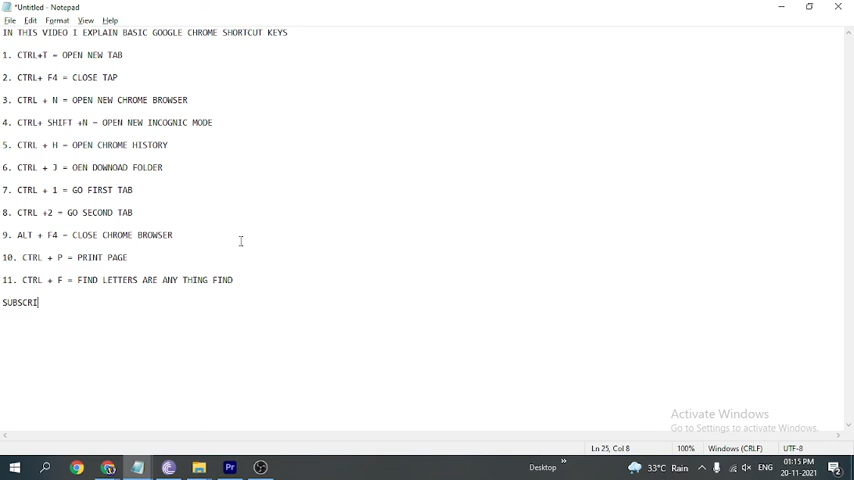 *Untitled - Notepad
File Edit Format View Help
IN THIS VIDEO I EXPLAIN BASIC GOOGLE CHROME SHORTCUT KEYS
1. CTRL+T = OPEN NEW TAB
2. CTRL+ F4 = CLOSE TAP
3. CTRL + N = OPEN NEW CHROME BROWSER
4. CTRL+ SHIFT +N = OPEN NEW INCOGNIC MODE
5. CTRL + H = OPEN CHROME HISTORY
6. CTRL + J = OEN DOWNOAD FOLDER
7. CTRL + 1 = GO FIRST TAB
8. CTRL +2 = GO SECOND TAB
9. ALT + F4 = CLOSE CHROME BROWSER
10. CTRL + P = PRINT PAGE
11. CTRL + F = FIND LETTERS ARE ANY THING FIND
SUBSCRI
Activate Windows
Go to Settings to activate Windows.
Ln 25, Col 8 100% Windows (CRLF) UTF-8
Pr Desktop 33°C Rain ENG 01:15 PM
20-11-2021 2